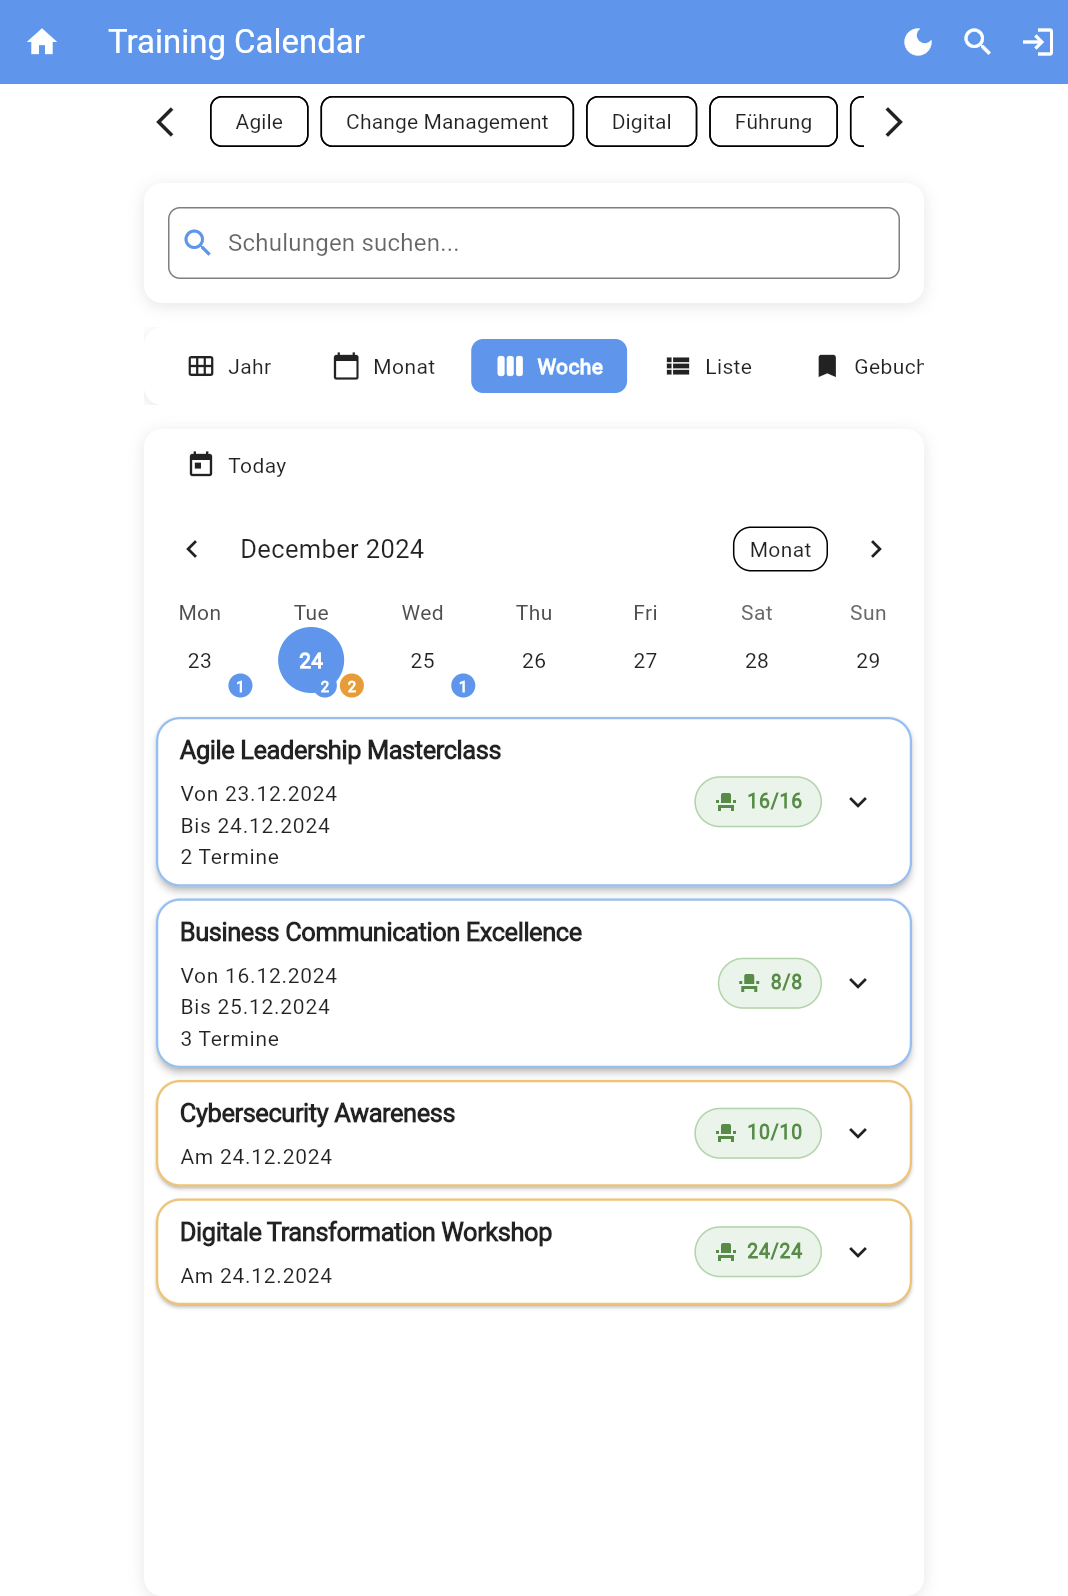 Training Calendar
Agile Change Management Digital Führung
Schulungen suchen...
Jahr Monat Woche Liste Gebuch
Today
December 2024 Monat
Mon Tue Wed Thu Fri Sat Sun
23 24 25 26 27 28 29
1 2 2 1
Agile Leadership Masterclass
Von 23.12.2024
16/16
Bis 24.12.2024
2 Termine
Business Communication Excellence
Von 16.12.2024
8/8
Bis 25.12.2024
3 Termine
Cybersecurity Awareness
10/10
Am 24.12.2024
Digitale Transformation Workshop
24/24
Am 24.12.2024